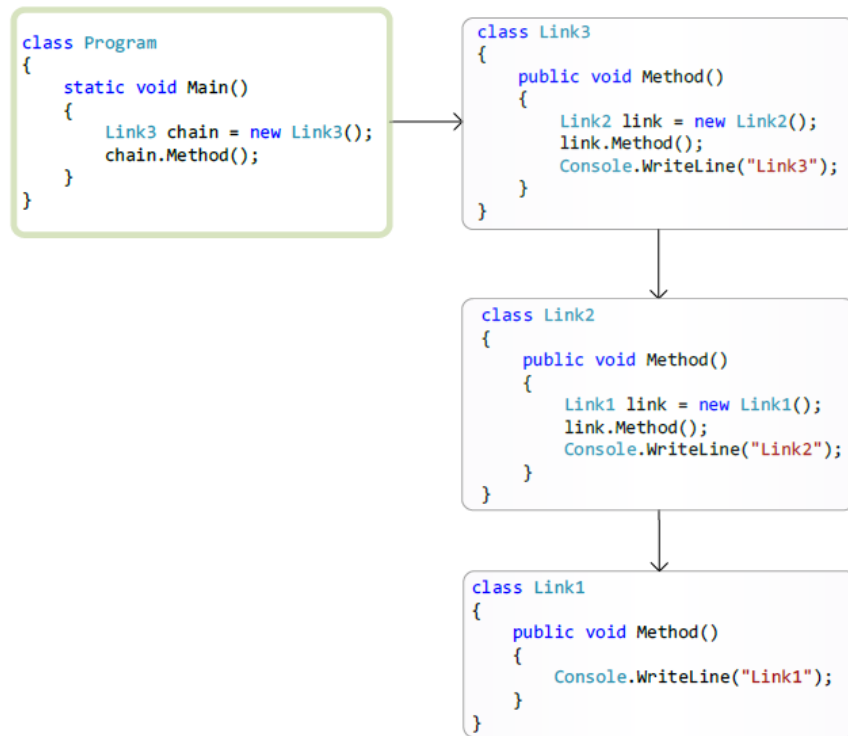 class Program
{
    static void Main()
    {
        Link3 chain = new Link3();
        chain.Method();
    }
}
class Link3
{
    public void Method()
    {
        Link2 link = new Link2();
        link.Method();
        Console.WriteLine("Link3");
    }
}
class Link2
{
    public void Method()
    {
        Link1 link = new Link1();
        link.Method();
        Console.WriteLine("Link2");
    }
}
class Link1
{
    public void Method()
    {
        Console.WriteLine("Link1");
    }
}